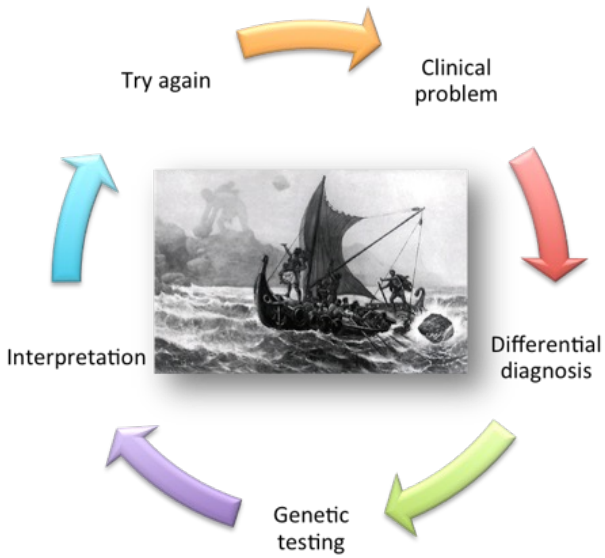 Try again
Clinical
problem
Differential
diagnosis
Genetic
testing
Interpretation